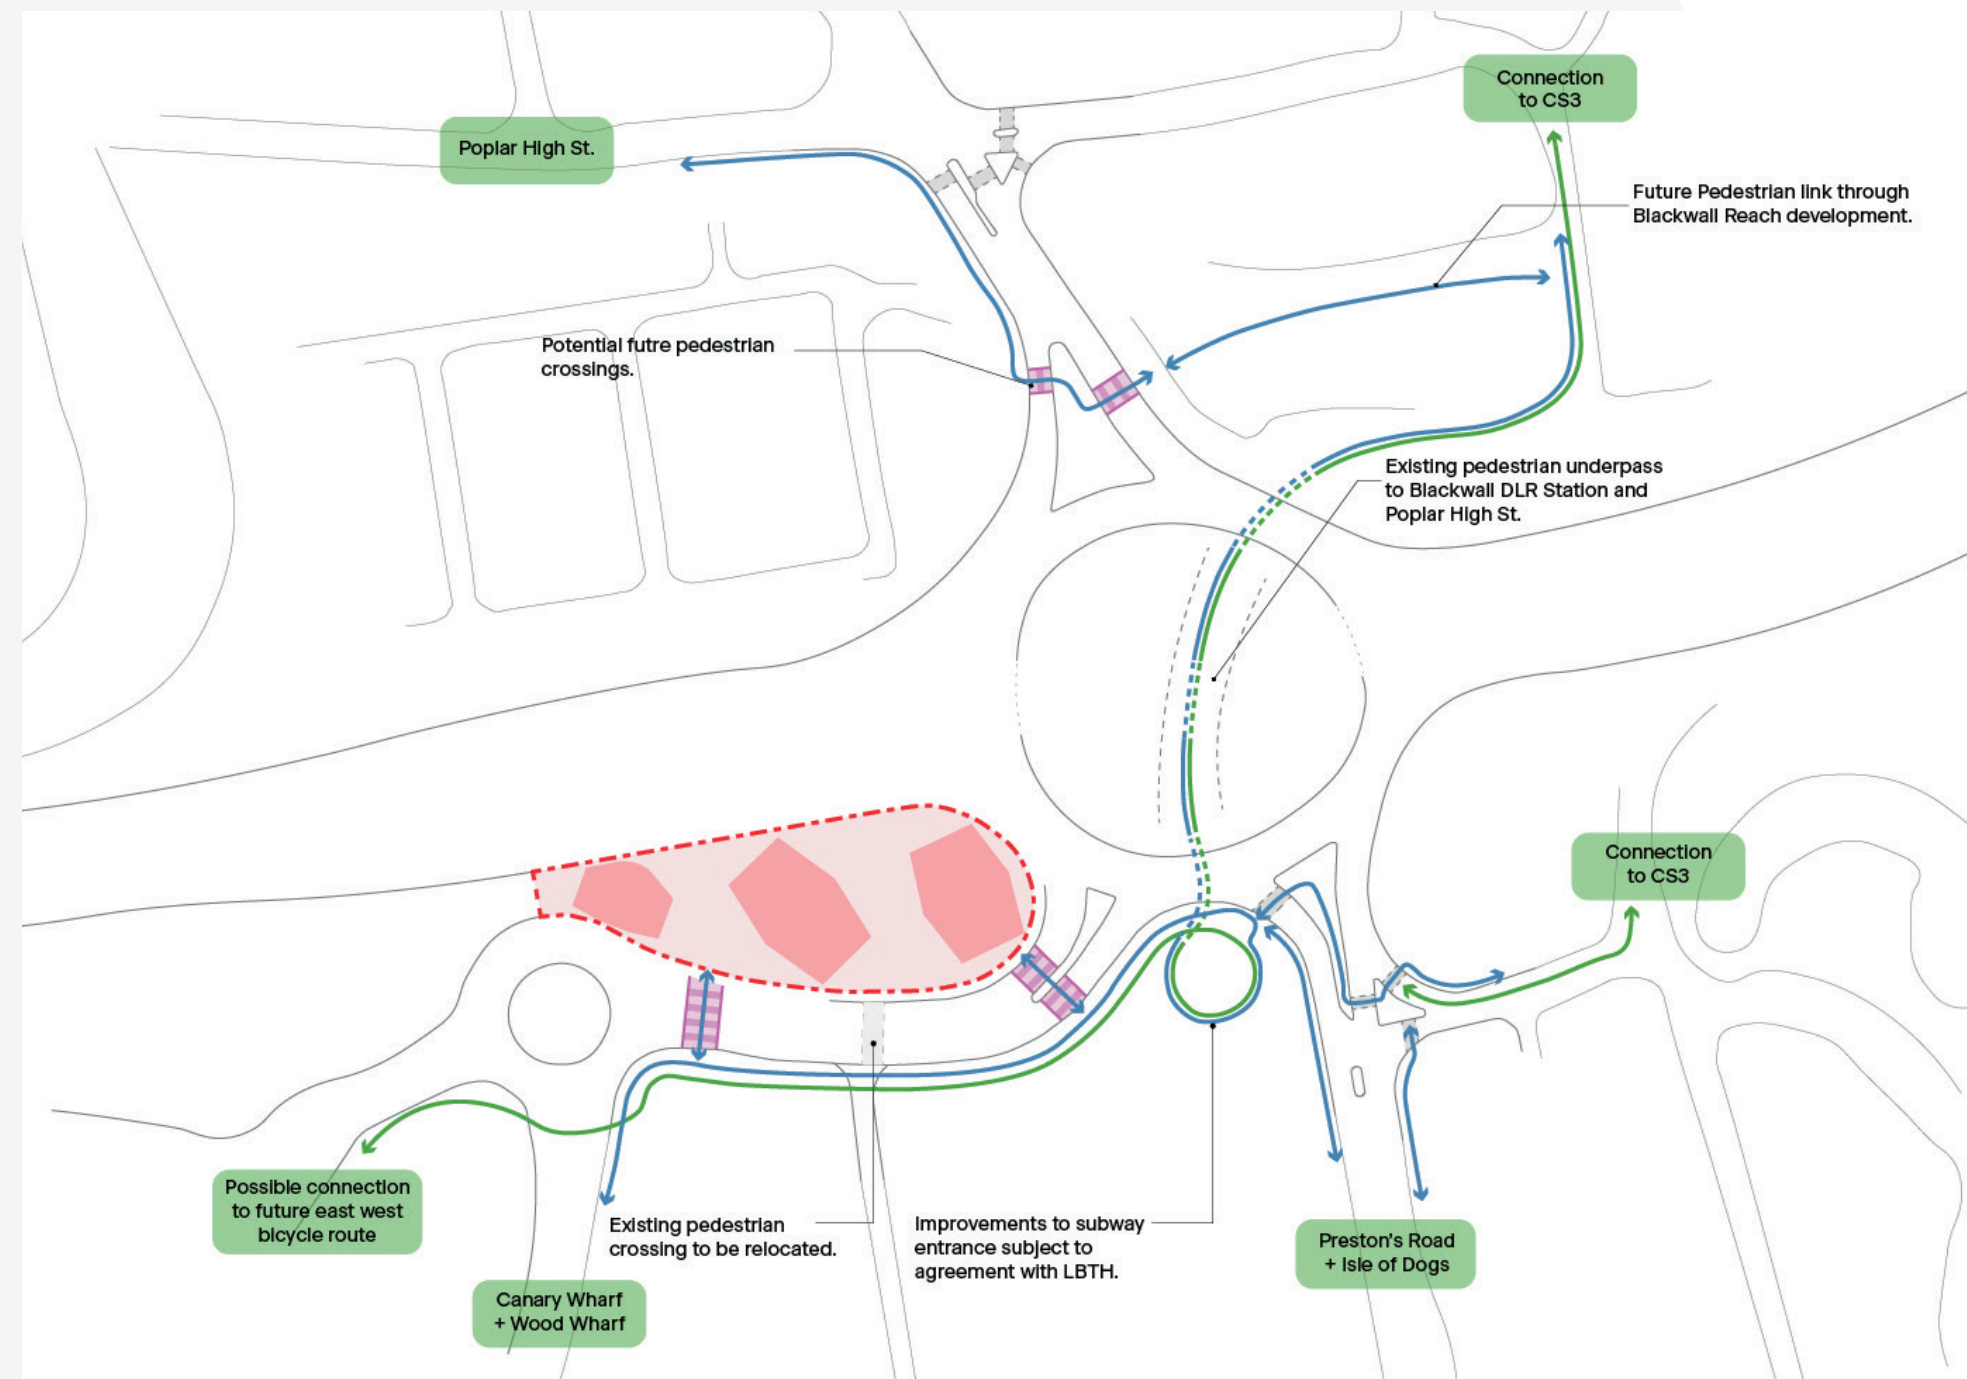 Connection
to CS3
Poplar High St.
Future Pedestrian link through
Blackwall Reach development.
Potential futre pedestrian
crossings.
Existing pedestrian underpass
to Blackwall DLR Station and
Poplar High St.
Connection
to CS3
Possible connection
to future east west
bicycle route
Existing pedestrian
crossing to be relocated.
Improvements to subway
entrance subject to
agreement with LBTH.
Preston's Road
+ Isle of Dogs
Canary Wharf
+ Wood Wharf